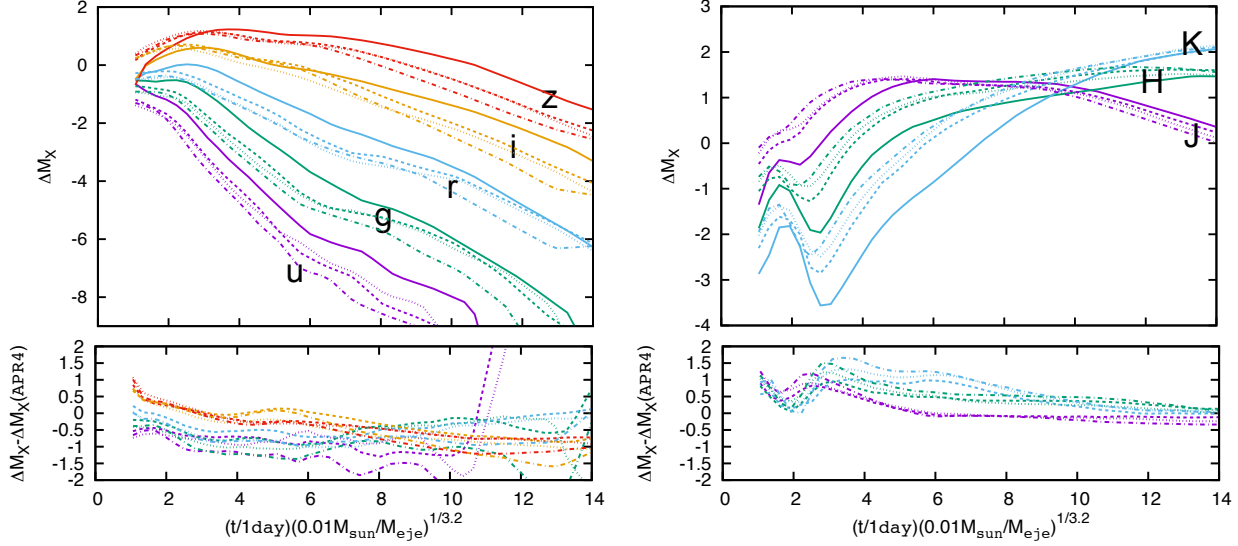 ΔM_X
0
-2
-4
-6
-8
z
i
r
g
u
ΔM_X-ΔM_X(APR4)
2
1.5
1
0.5
0
-0.5
-1
-1.5
-2
0 2 4 6 8 10 12 14
(t/1day)(0.01M_sun/M_eje)^1/3.2
ΔM_X
3
2
1
0
-1
-2
-3
-4
K
H
J
ΔM_X-ΔM_X(APR4)
2
1.5
1
0.5
0
-0.5
-1
-1.5
-2
0 2 4 6 8 10 12 14
(t/1day)(0.01M_sun/M_eje)^1/3.2